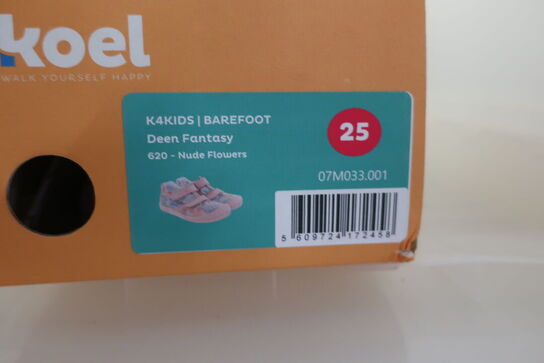 koel
WALK YOURSELF HAPPY
K4KIDS | BAREFOOT
Deen Fantasy
620 - Nude Flowers
25
07M033.001
5 609724 172458